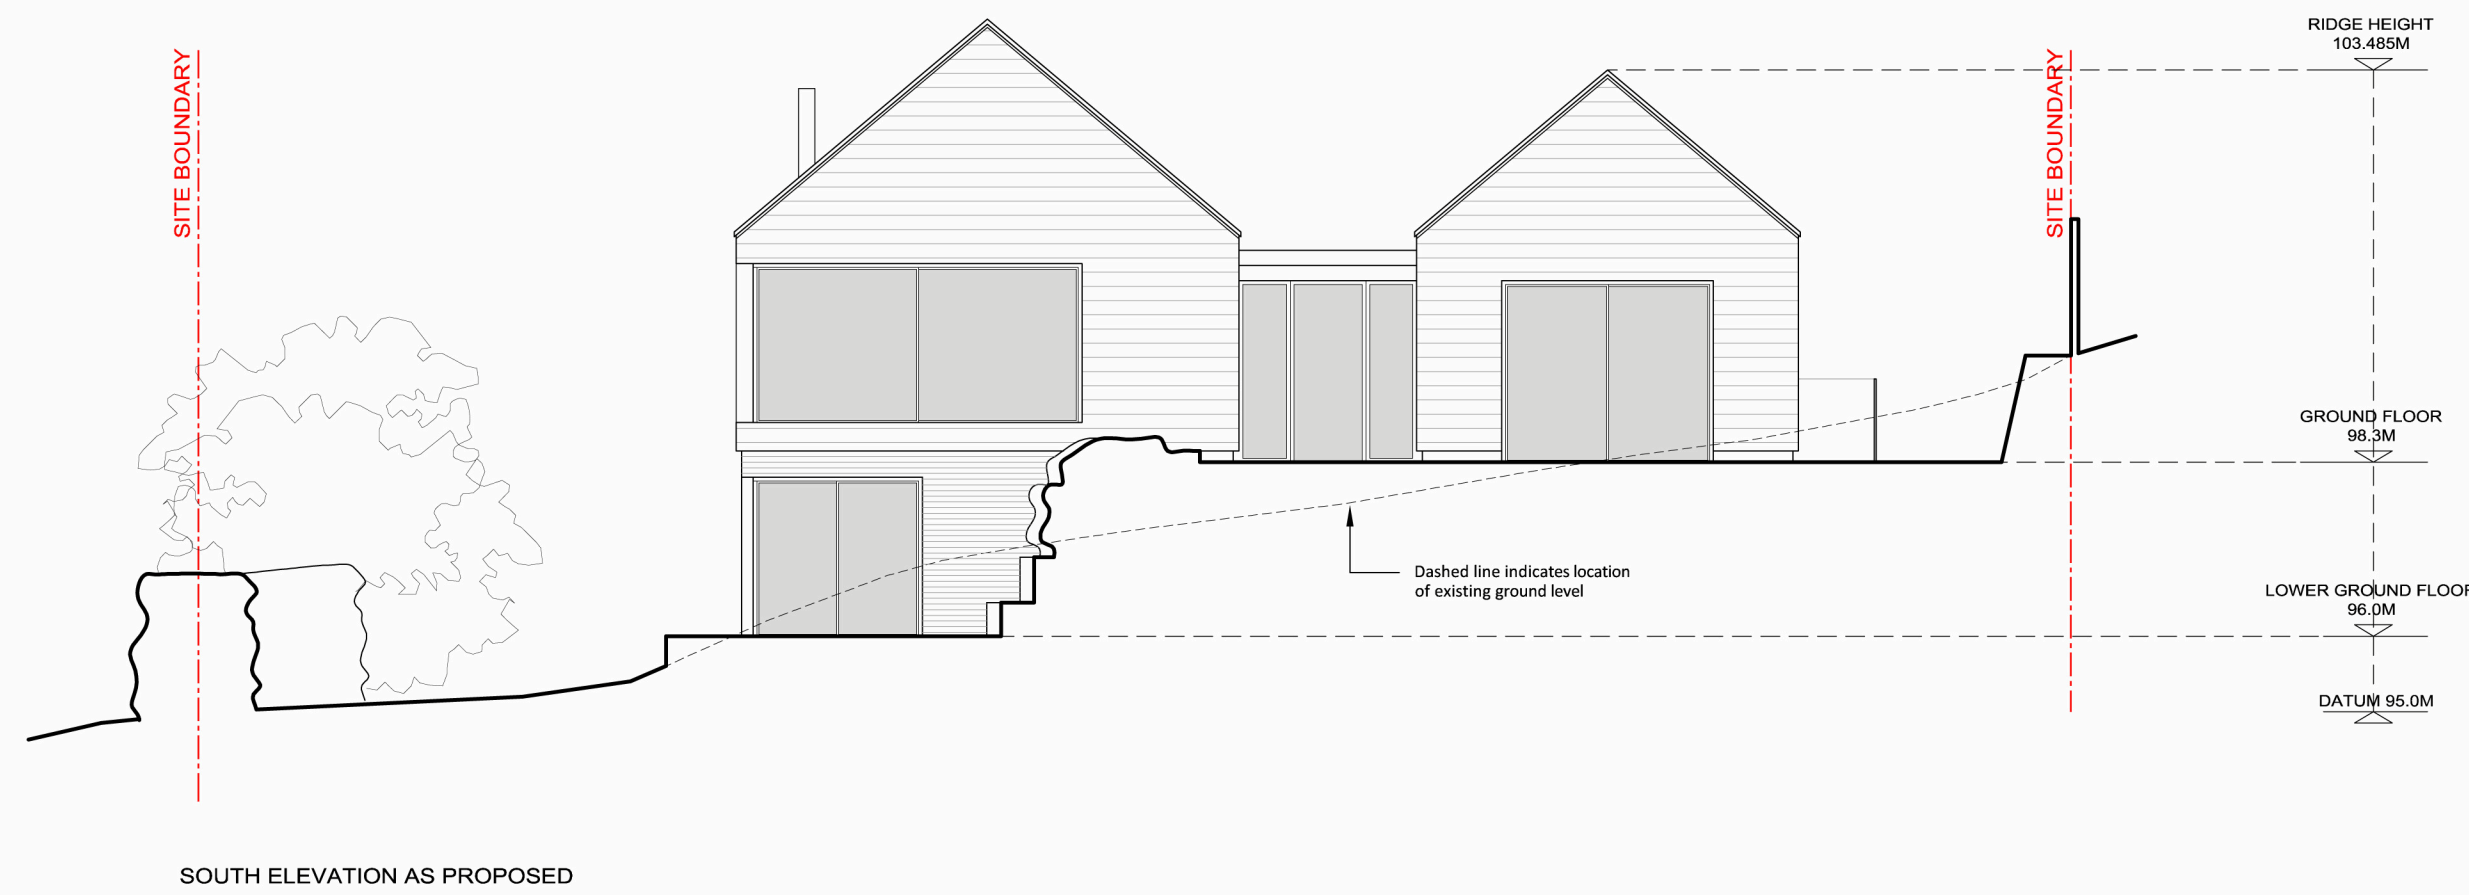 SITE BOUNDARY
SITE BOUNDARY
RIDGE HEIGHT
103.485M
GROUND FLOOR
98.3M
Dashed line indicates location
of existing ground level
LOWER GROUND FLOOR
96.0M
DATUM 95.0M
SOUTH ELEVATION AS PROPOSED